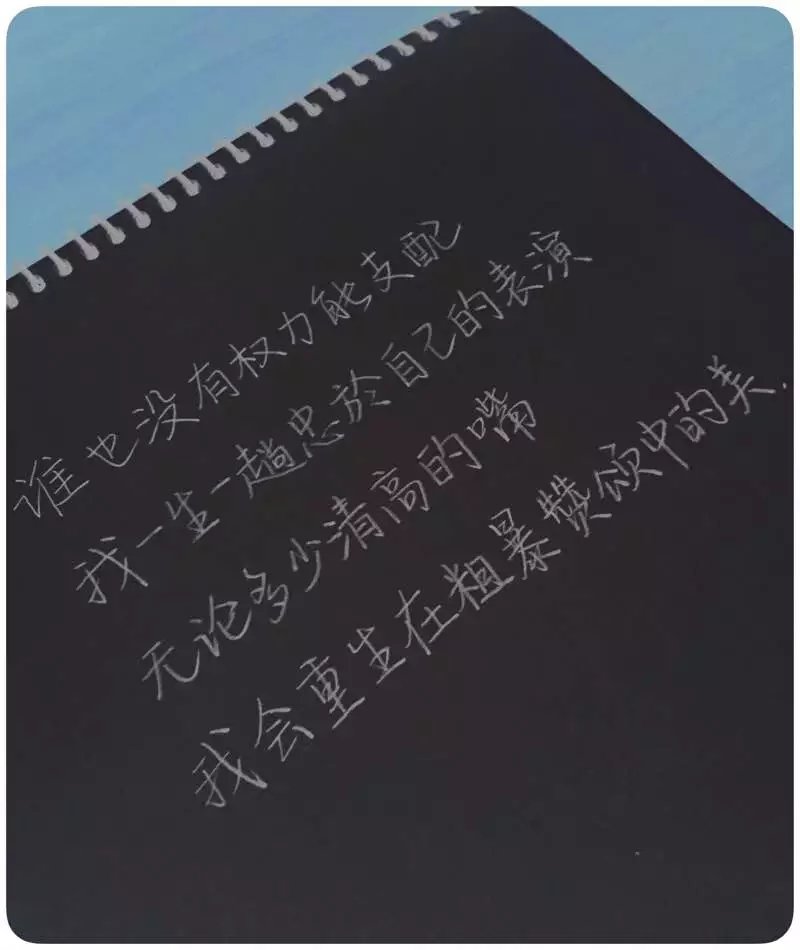 谁也没有权力能支配
我一生一趟忠於自己的表演
无论多少清高的嘴
我会重生在粗暴赞颂中的美.